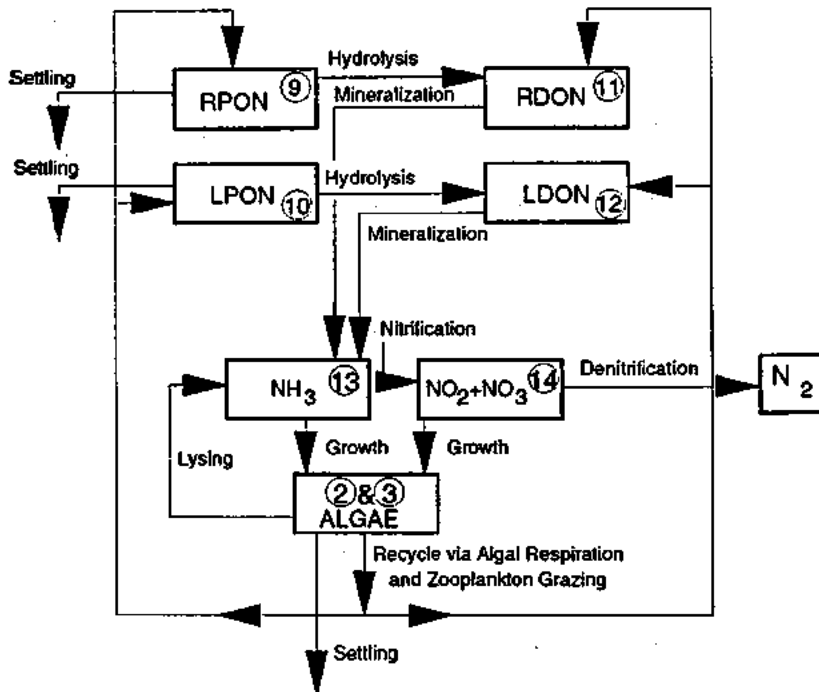 Hydrolysis
Settling
RPON 9
RDON 11
Mineralization
Settling
LPON 10
Hydrolysis
LDON 12
Mineralization
Nitrification
NH3 13
NO2+NO3 14
Denitrification
N2
Growth
Growth
Lysing
2 & 3
ALGAE
Recycle via Algal Respiration
and Zooplankton Grazing
Settling